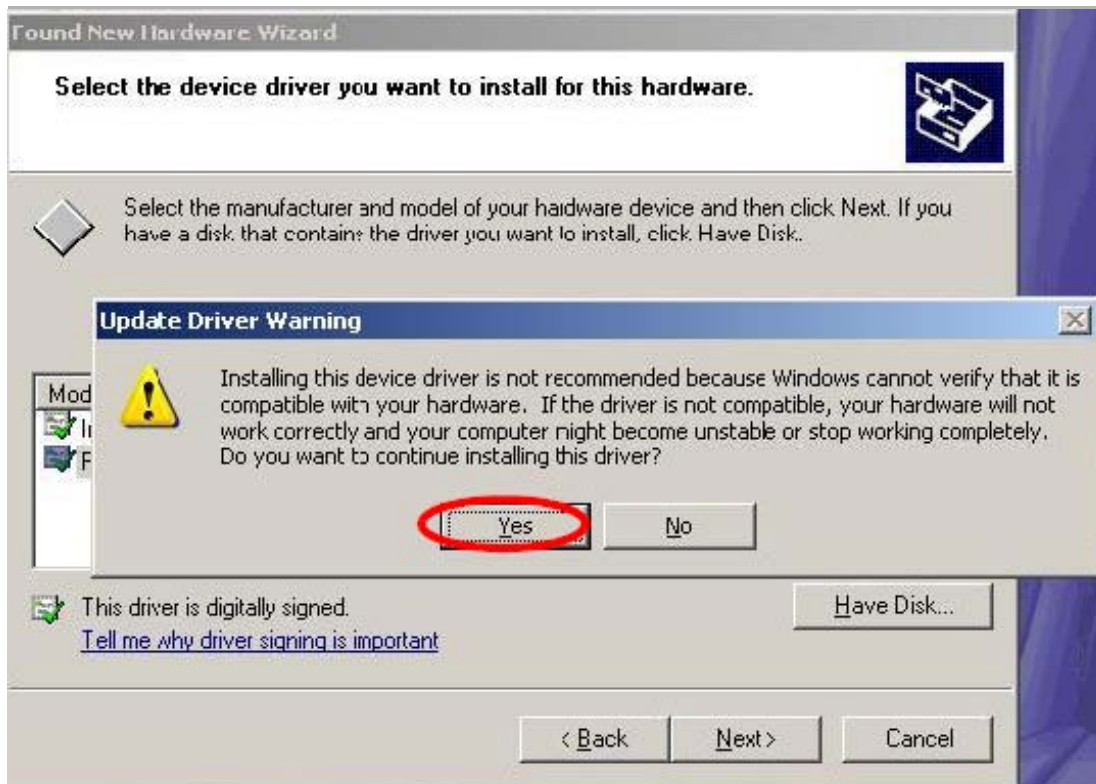 Found New Hardware Wizard
Select the device driver you want to install for this hardware.
Select the manufacturer and model of your hardware device and then click Next. If you
have a disk that contains the driver you want to install, click Have Disk.
Update Driver Warning
Installing this device driver is not recommended because Windows cannot verify that it is
compatible with your hardware. If the driver is not compatible, your hardware will not
work correctly and your computer might become unstable or stop working completely.
Do you want to continue installing this driver?
Mod
Yes
No
This driver is digitally signed.
Have Disk...
Tell me why driver signing is important
< Back
Next >
Cancel